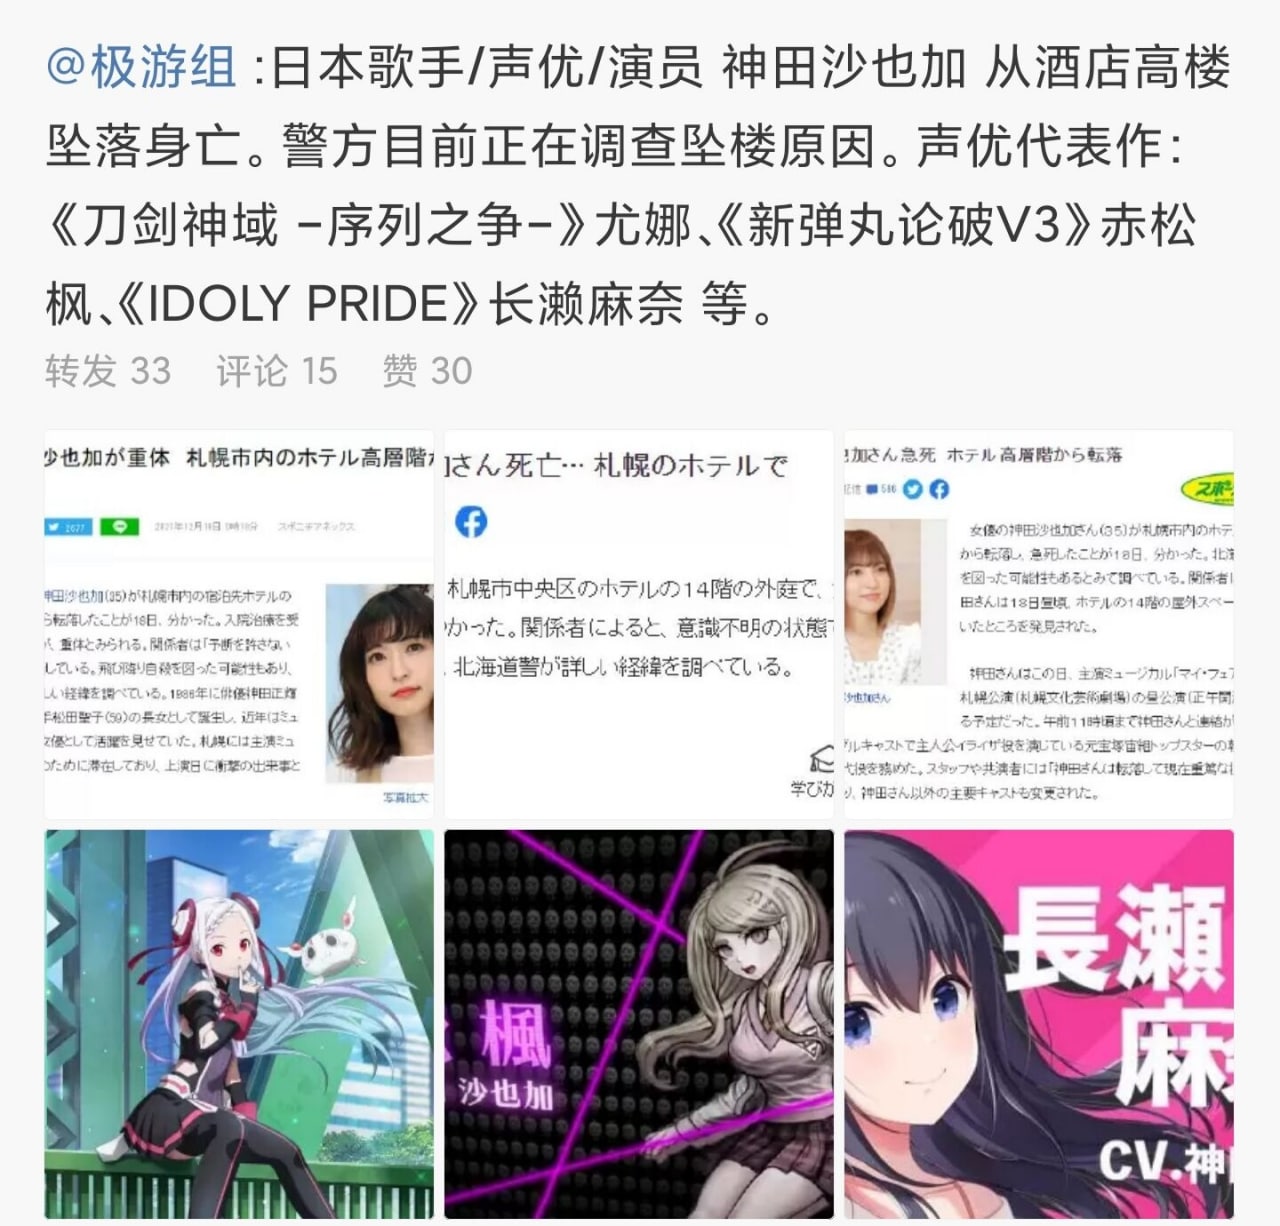 @极游组 :日本歌手/声优/演员 神田沙也加 从酒店高楼
坠落身亡。警方目前正在调查坠楼原因。声优代表作:
《刀剑神域 -序列之争-》尤娜、《新弹丸论破V3》赤松
枫、《IDOLY PRIDE》长濑麻奈 等。
转发 33 评论 15 赞 30
沙也加が重体 札幌市内のホテル高層階
2677
2021年12月18日
スポニチアネックス
神田沙也加(35)が札幌市内の宿泊先ホテルの
転落したことが18日、分かった。入院治療を受
、重体とみられる。関係者は「予断を許さない
している。飛び降り自殺を図った可能性もあり、
しい経緯を調べている。1986年に俳優神田正輝
手松田聖子(59)の長女として誕生し、近年はミュ
女優として活躍を見せていた。札幌には主演ミュ
ために滞在しており、上演日に衝撃の出来事と
写真拡大
さん死亡… 札幌のホテルで
札幌市中央区のホテルの14階の外庭で、
かった。関係者によると、意識不明の状態で
、北海道警が詳しい経緯を調べている。
学びか
加さん急死 ホテル高層階から転落
配信 586
スポ
女優の神田沙也加さん(35)が札幌市内のホテ
から転落し、急死したことが18日、分かった。北海
を図った可能性もあるとみて調べている。関係者
田さんは18日昼頃、ホテルの14階の屋外スペー
いたところを発見された。
沙也加さん
神田さんはこの日、主演ミュージカル「マイ・フェア
札幌公演(札幌文化芸術劇場)の昼公演(正午開
る予定だった。午前11時頃まで神田さんと連絡が
ルキャストで主人公イライザ役を演じている元宝塚宙組トップスターの
代役を務めた。スタッフや共演者には「神田さんは転落して現在重篤な
り、神田さん以外の主要キャストも変更された。
楓
沙也加
長瀬
麻
CV.神